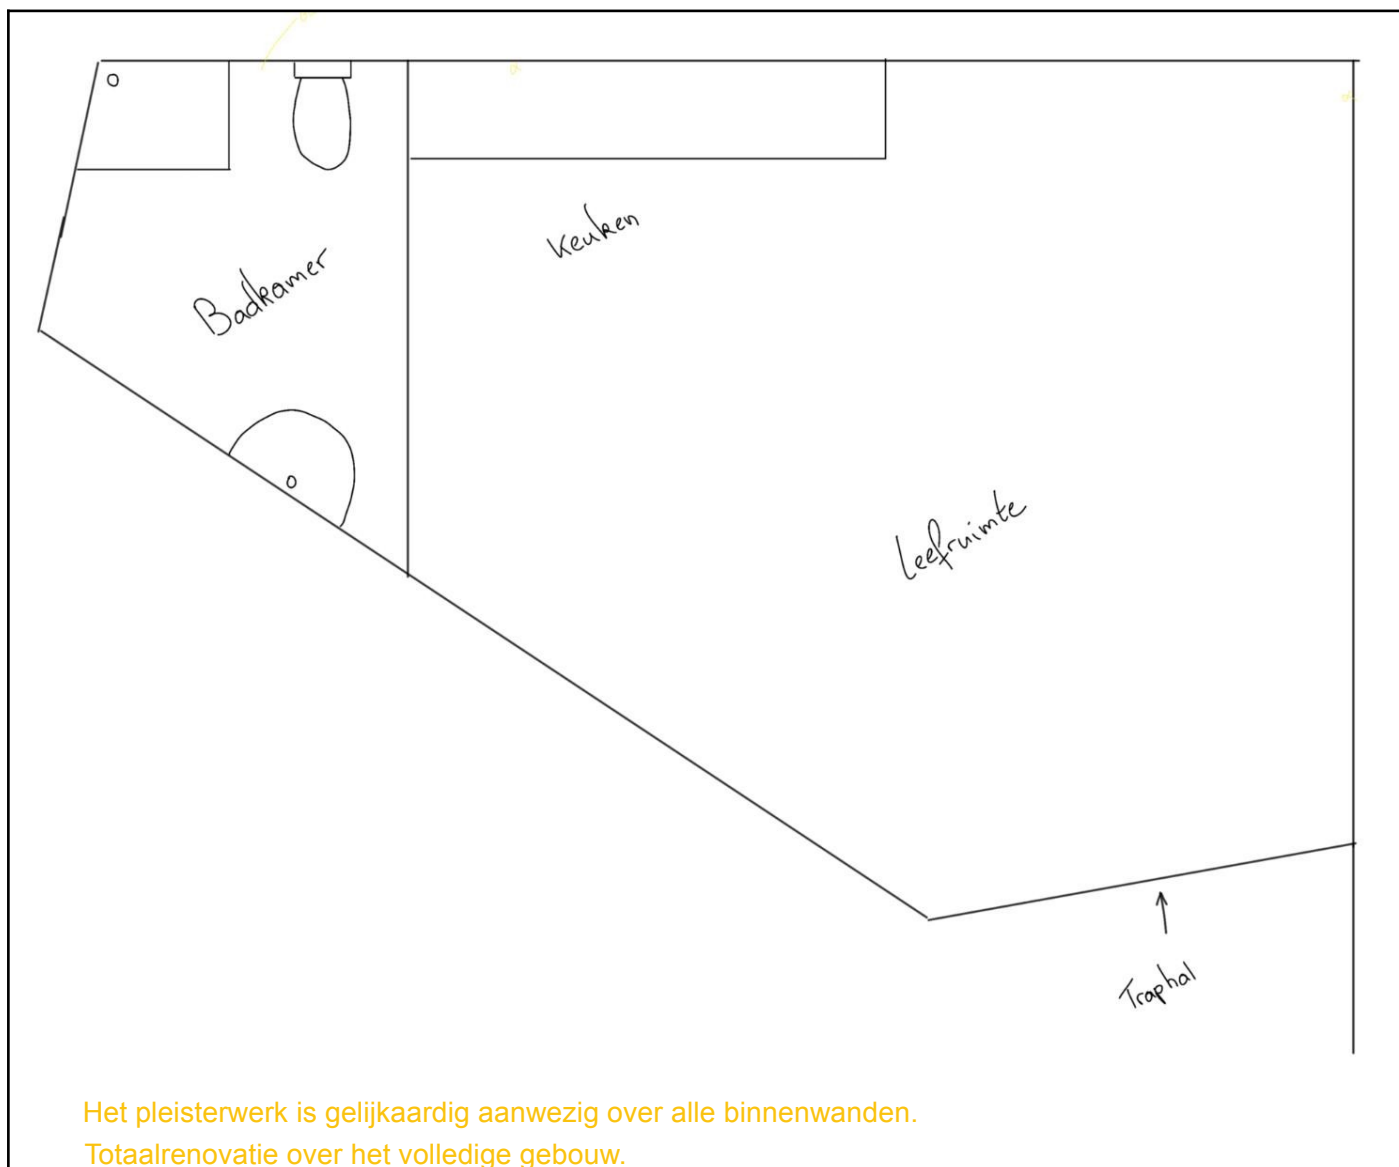 Keuken
Badkamer
Leefruimte
Traphal
Het pleisterwerk is gelijkaardig aanwezig over alle binnenwanden.
Totaalrenovatie over het volledige gebouw.